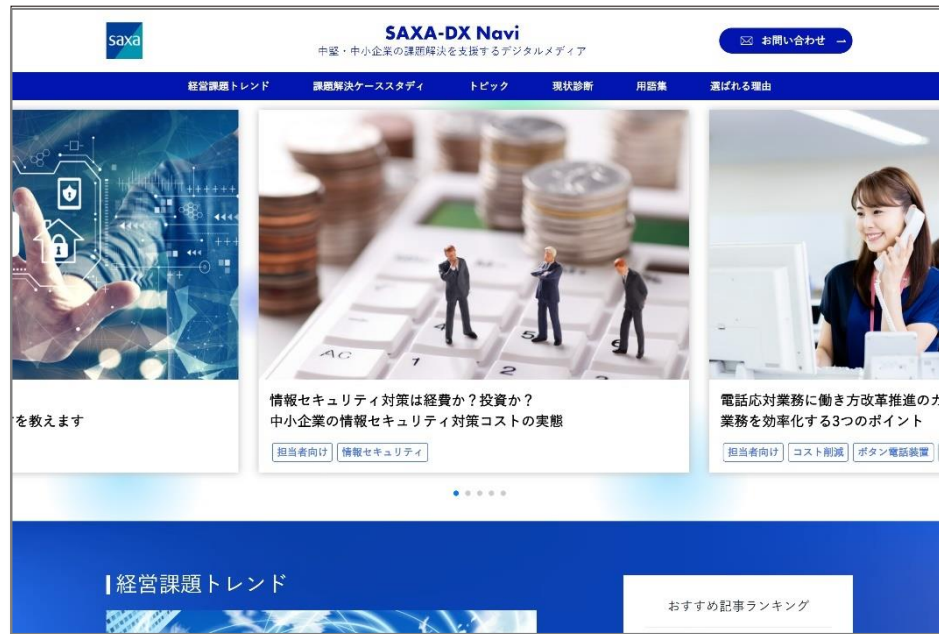 saxa
SAXA-DX Navi
中堅・中小企業の課題解決を支援するデジタルメディア
お問い合わせ →
経営課題トレンド 課題解決ケーススタディ トピック 現状診断 用語集 選ばれる理由
AC 1 2 4 5
を教えます
情報セキュリティ対策は経費か？投資か？
中小企業の情報セキュリティ対策コストの実態
担当者向け 情報セキュリティ
電話応対業務に働き方改革推進の
業務を効率化する3つのポイント
担当者向け コスト削減 ボタン電話装置
経営課題トレンド
おすすめ記事ランキング